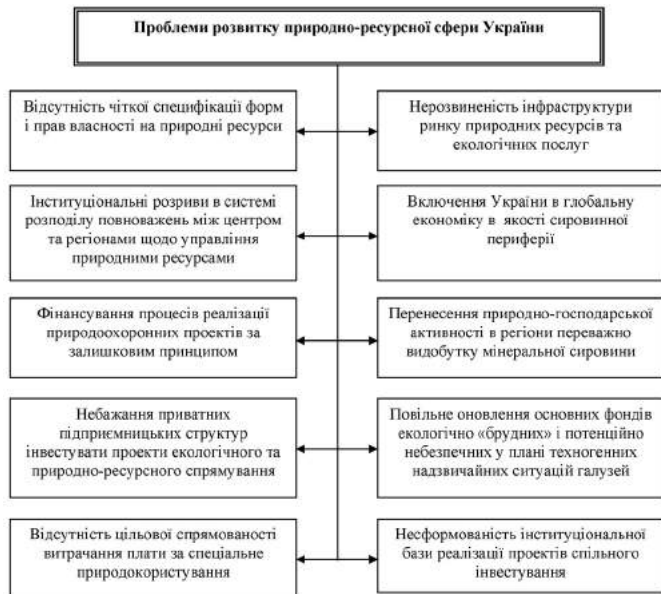 Проблеми розвитку природно-ресурсної сфери України
Відсутність чіткої специфікації форм
і прав власності на природні ресурси
Нерозвиненість інфраструктури
ринку природних ресурсів та
екологічних послуг
Інституціональні розриви в системі
розподілу повноважень між центром
та регіонами щодо управління
природними ресурсами
Включення України в глобальну
економіку в якості сировинної
периферії
Фінансування процесів реалізації
природоохоронних проектів за
залишковим принципом
Перенесення природно-господарської
активності в регіони переважно
видобутку мінеральної сировини
Небажання приватних
підприємницьких структур
інвестувати проекти екологічного та
природно-ресурсного спрямування
Повільне оновлення основних фондів
екологічно «брудних» і потенційно
небезпечних у плані техногенних
надзвичайних ситуацій галузей
Відсутність цільової спрямованості
витрачання плати за спеціальне
природокористування
Несформованість інституціональної
бази реалізації проектів спільного
інвестування